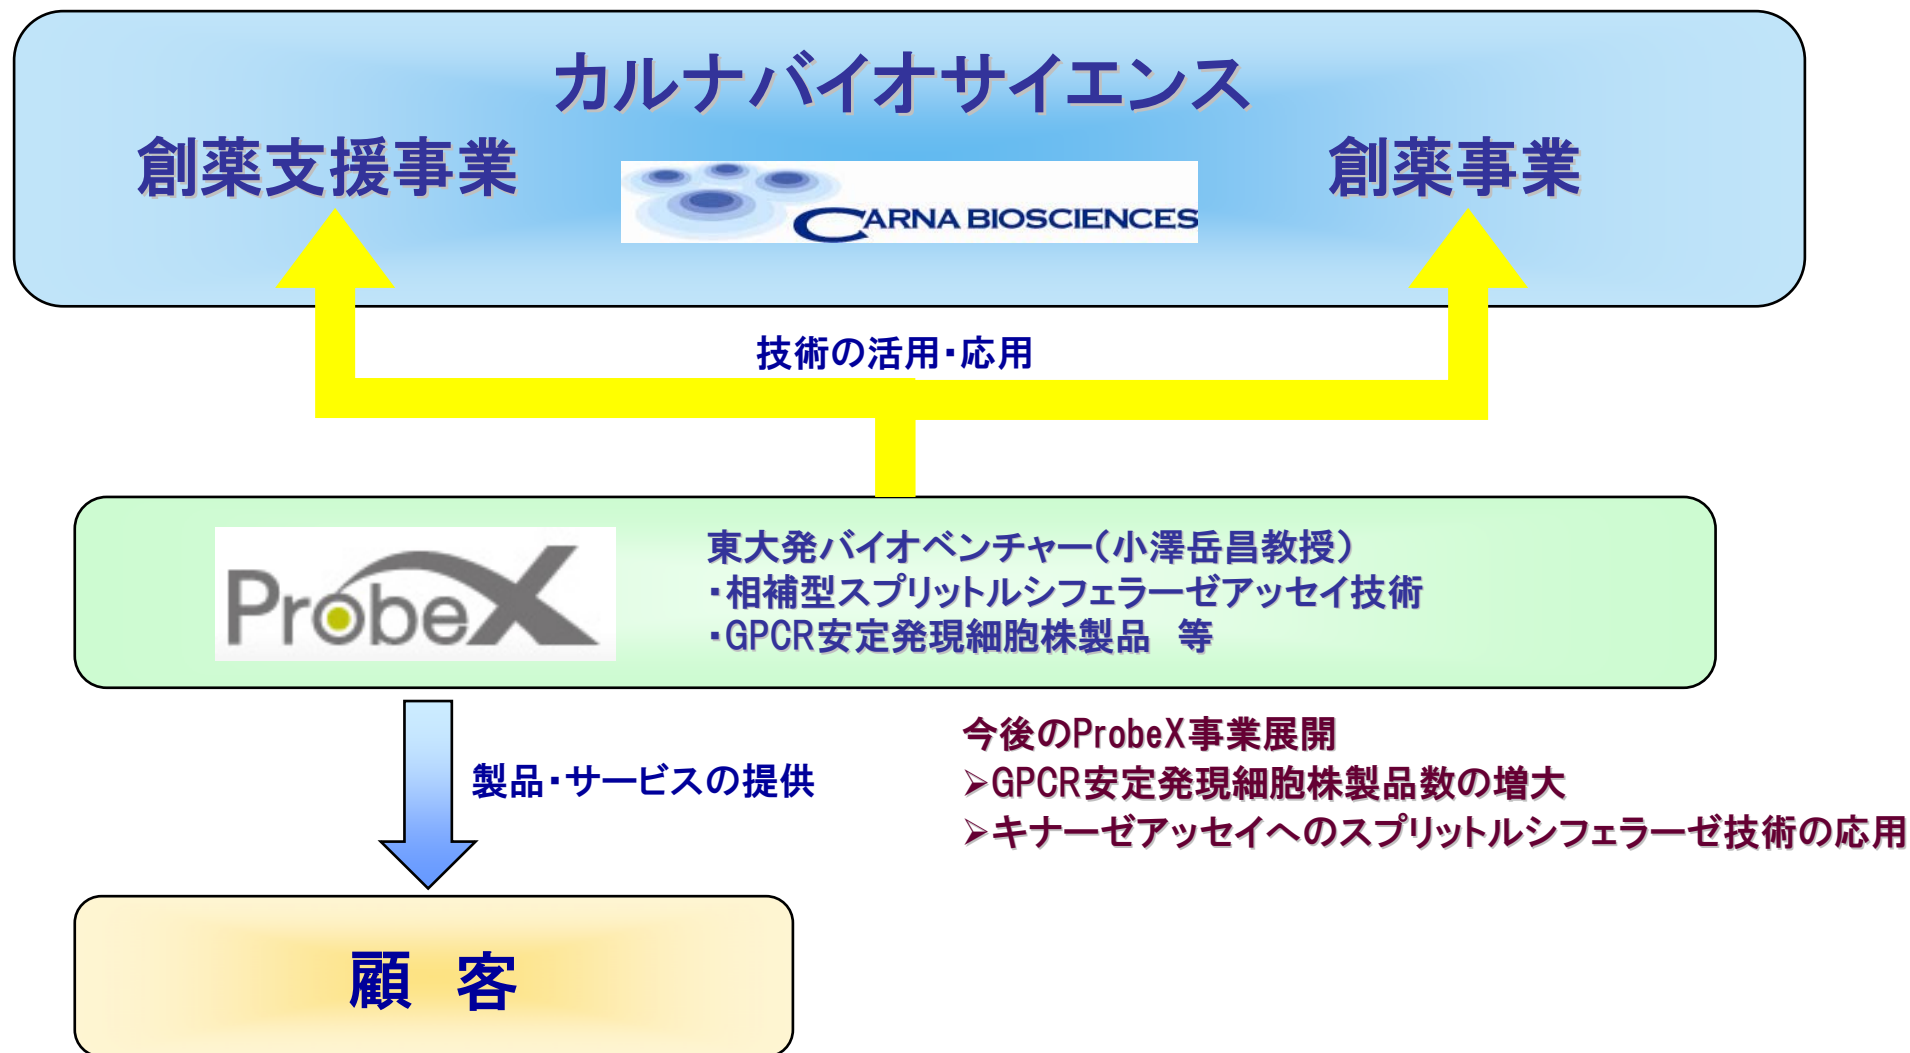 カルナバイオサイエンス
創薬支援事業
創薬事業
CARNA BIOSCIENCES
技術の活用・応用
ProbeX
東大発バイオベンチャー（小澤岳昌教授）
・相補型スプリットルシフェラーゼアッセイ技術
・GPCR安定発現細胞株製品　等
製品・サービスの提供
今後のProbeX事業展開
➢GPCR安定発現細胞株製品数の増大
➢キナーゼアッセイへのスプリットルシフェラーゼ技術の応用
顧　客